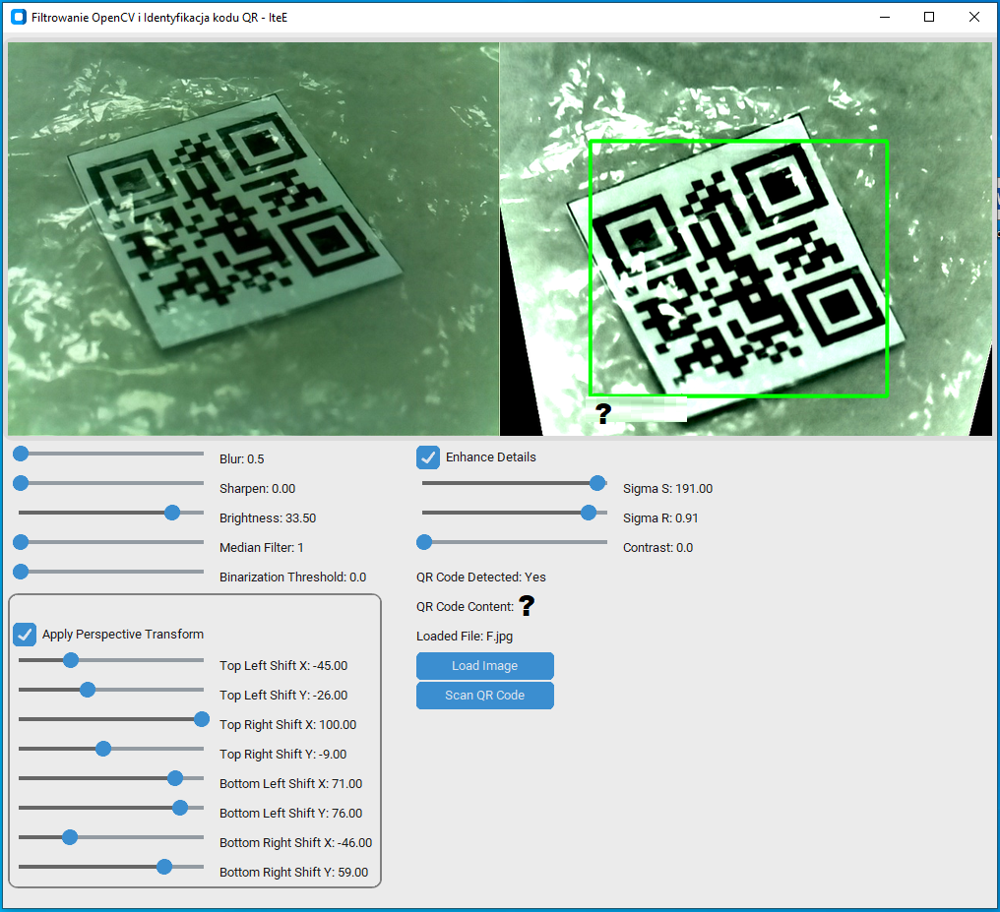 Filtrowanie OpenCV i Identyfikacja kodu QR - IteE
?
Blur: 0.5
Sharpen: 0.00
Brightness: 33.50
Median Filter: 1
Binarization Threshold: 0.0
Apply Perspective Transform
Top Left Shift X: -45.00
Top Left Shift Y: -26.00
Top Right Shift X: 100.00
Top Right Shift Y: -9.00
Bottom Left Shift X: 71.00
Bottom Left Shift Y: 76.00
Bottom Right Shift X: -46.00
Bottom Right Shift Y: 59.00
Enhance Details
Sigma S: 191.00
Sigma R: 0.91
Contrast: 0.0
QR Code Detected: Yes
QR Code Content: ?
Loaded File: F.jpg
Load Image
Scan QR Code